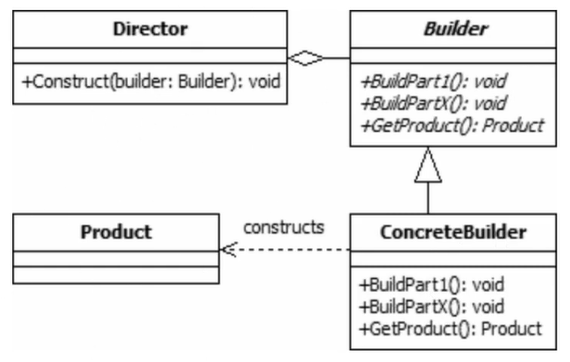 Director
+Construct(builder: Builder): void
Builder
+BuildPart1(): void
+BuildPartX(): void
+GetProduct(): Product
Product
constructs
ConcreteBuilder
+BuildPart1(): void
+BuildPartX(): void
+GetProduct(): Product